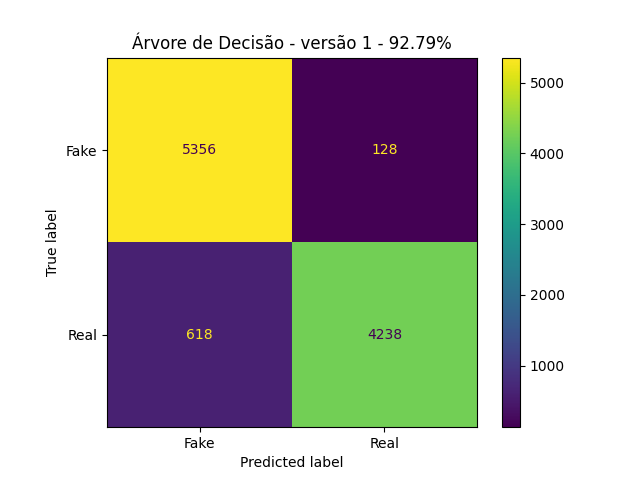 Árvore de Decisão - versão 1 - 92.79%
True label
Fake
Real
5356
128
618
4238
Fake
Real
Predicted label
5000
4000
3000
2000
1000